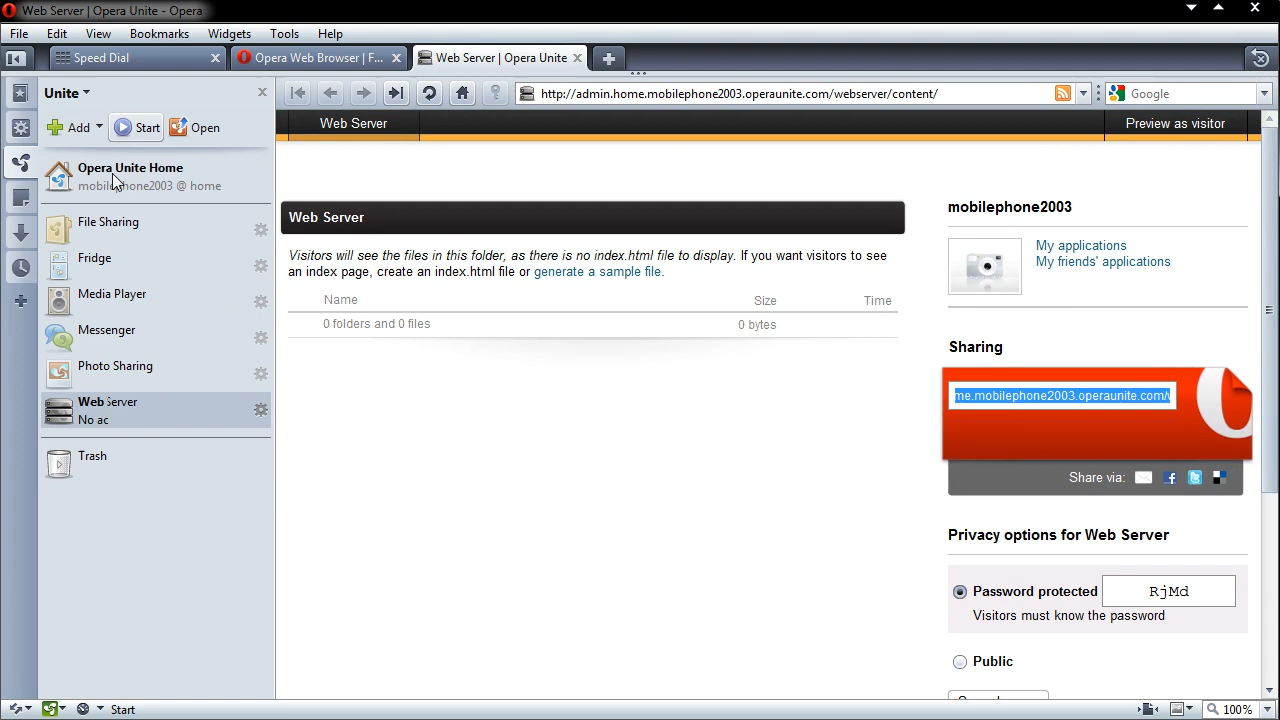 Web Server | Opera Unite - Opera
File Edit View Bookmarks Widgets Tools Help
Speed Dial Opera Web Browser | F... Web Server | Opera Unite
Unite
http://admin.home.mobilephone2003.operaunite.com/webserver/content/ Google
Add Start Open
Web Server Preview as visitor
Opera Unite Home
mobilephone2003 @ home
File Sharing
Fridge
Media Player
Messenger
Photo Sharing
Web Server
No ac
Trash
Web Server
Visitors will see the files in this folder, as there is no index.html file to display. If you want visitors to see
an index page, create an index.html file or generate a sample file.
Name Size Time
0 folders and 0 files 0 bytes
mobilephone2003
My applications
My friends' applications
Sharing
me.mobilephone2003.operaunite.com/
Share via:
Privacy options for Web Server
Password protected RjMd
Visitors must know the password
Public
Start 100%